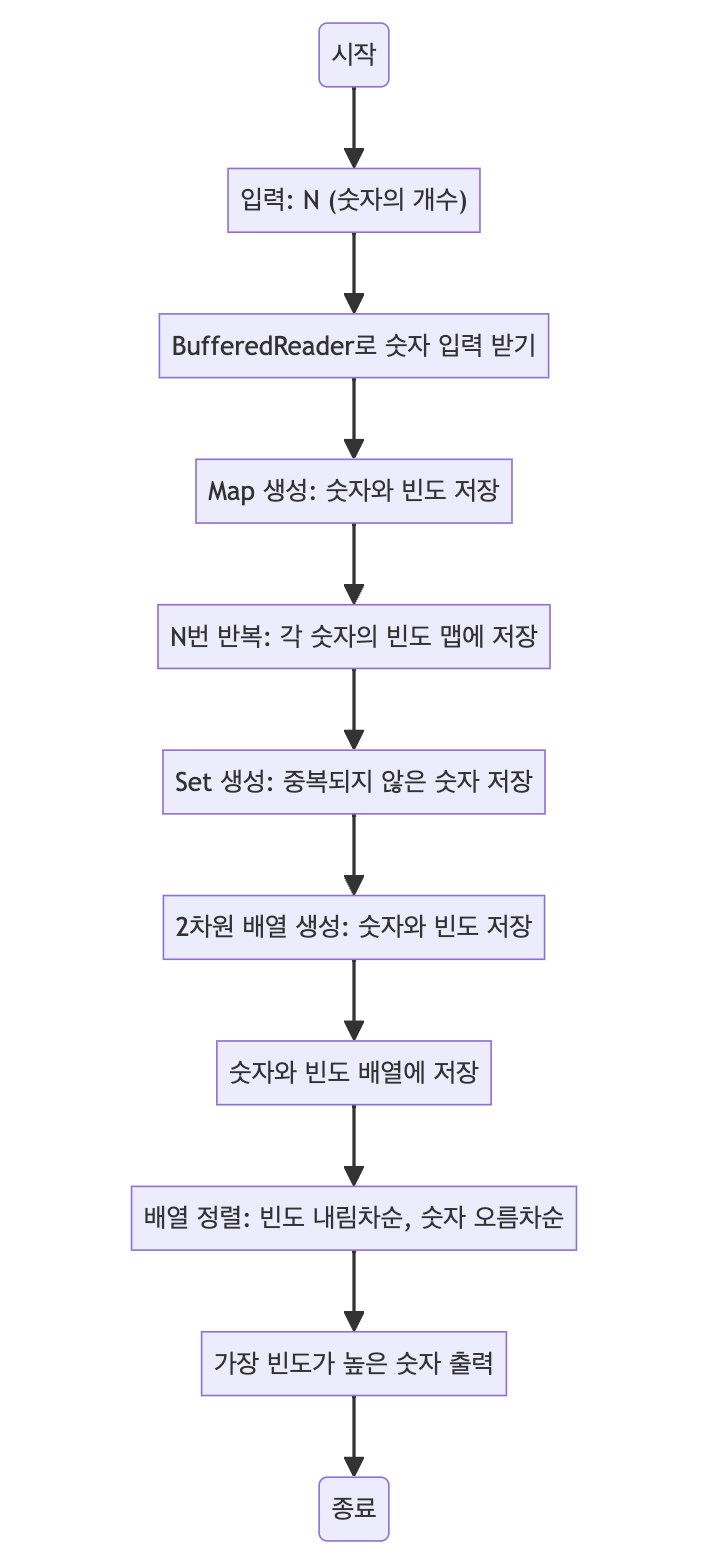 시작
입력: N (숫자의 개수)
BufferedReader로 숫자 입력 받기
Map 생성: 숫자와 빈도 저장
N번 반복: 각 숫자의 빈도 맵에 저장
Set 생성: 중복되지 않은 숫자 저장
2차원 배열 생성: 숫자와 빈도 저장
숫자와 빈도 배열에 저장
배열 정렬: 빈도 내림차순, 숫자 오름차순
가장 빈도가 높은 숫자 출력
종료